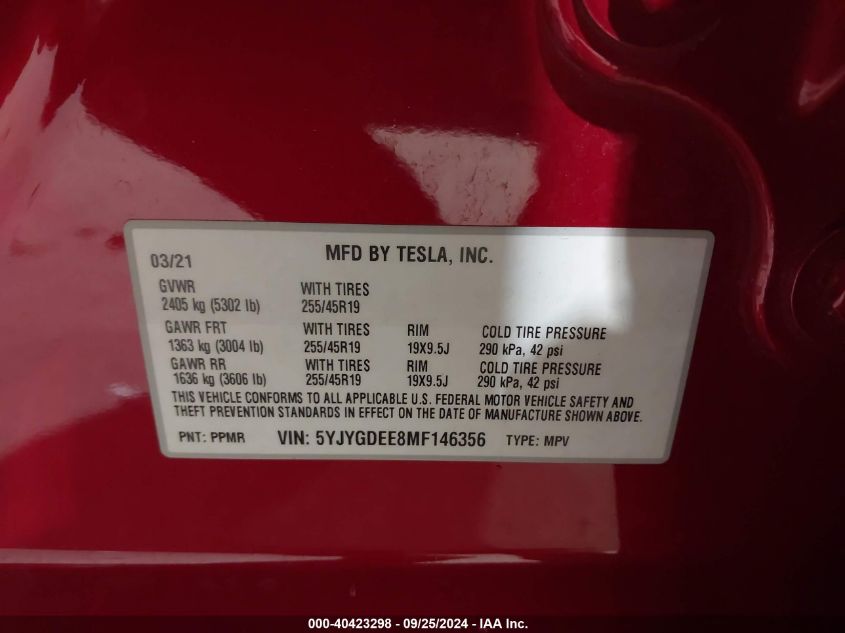 MFD BY TESLA, INC.
03/21
GVWR WITH TIRES
2405 kg (5302 lb) 255/45R19
GAWR FRT WITH TIRES RIM COLD TIRE PRESSURE
1363 kg (3004 lb) 255/45R19 19X9.5J 290 kPa, 42 psi
GAWR RR WITH TIRES RIM COLD TIRE PRESSURE
1636 kg (3606 lb) 255/45R19 19X9.5J 290 kPa, 42 psi
THIS VEHICLE CONFORMS TO ALL APPLICABLE U.S. FEDERAL MOTOR VEHICLE SAFETY AND
THEFT PREVENTION STANDARDS IN EFFECT ON THE DATE OF MANUFACTURE SHOWN ABOVE.
PNT: PPMR VIN: 5YJYGDEE8MF146356 TYPE: MPV
000-40423298 - 09/25/2024 - IAA Inc.